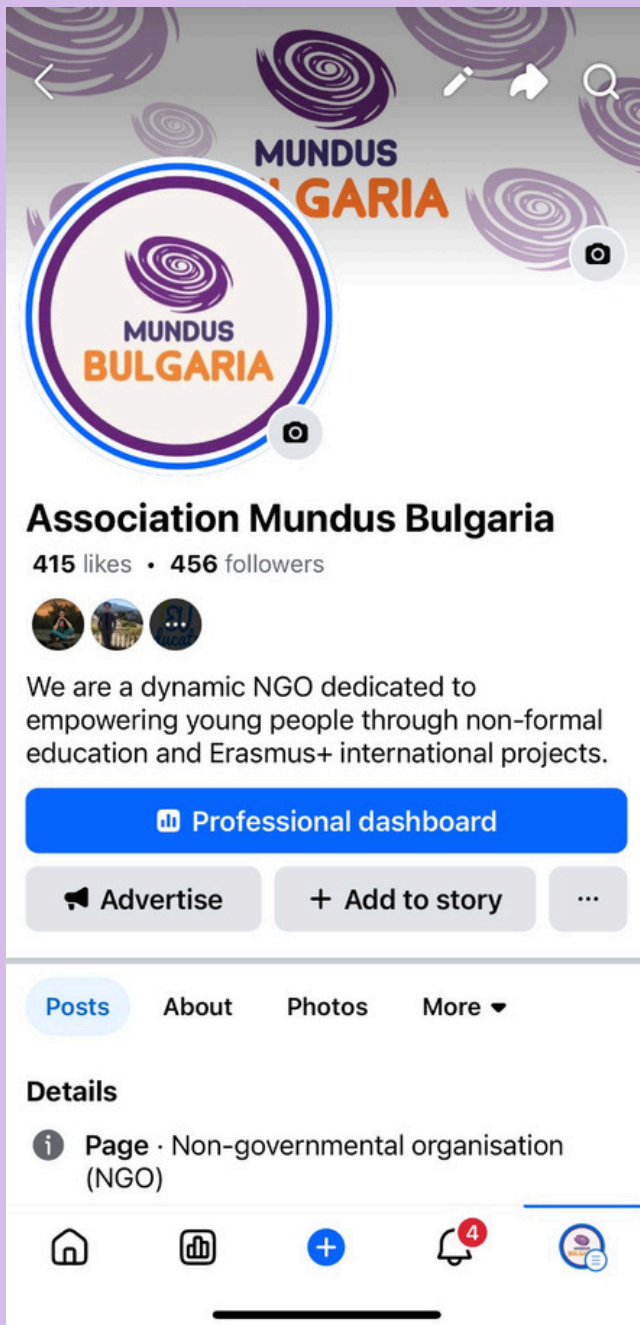 MUNDUS
GARIA
MUNDUS
BULGARIA
Association Mundus Bulgaria
415 likes • 456 followers
We are a dynamic NGO dedicated to
empowering young people through non-formal
education and Erasmus+ international projects.
Professional dashboard
Advertise
+ Add to story
...
Posts About Photos More
Details
Page · Non-governmental organisation
(NGO)
4